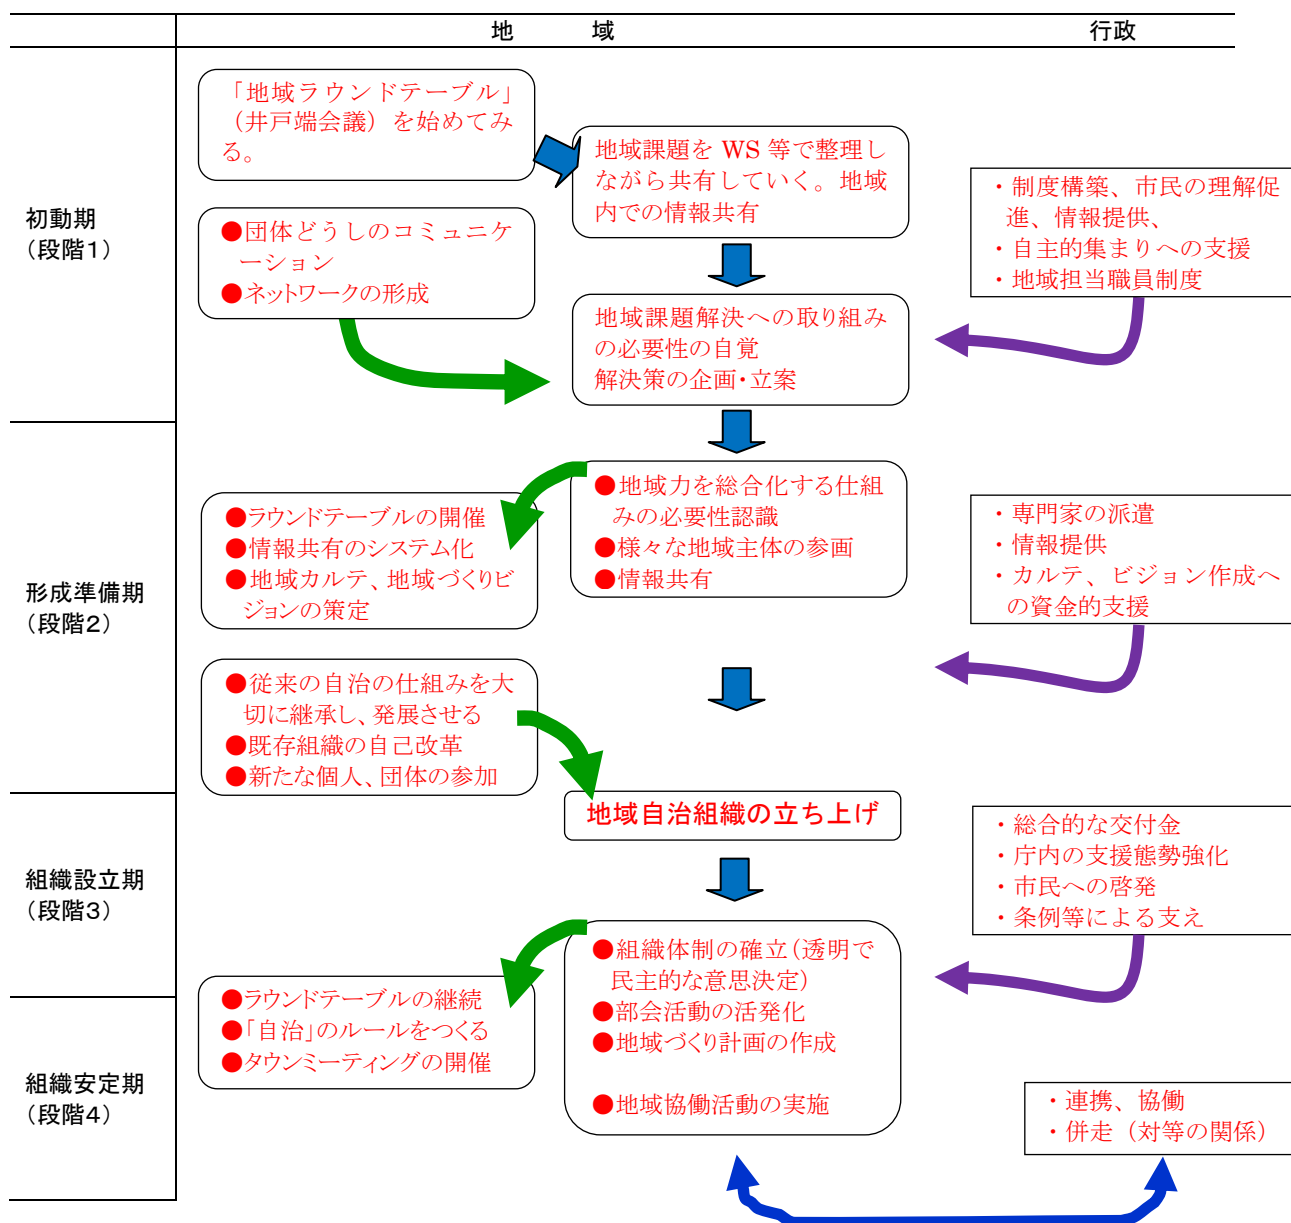 地　域
行政
初動期
（段階１）
「地域ラウンドテーブル」
（井戸端会議）を始めてみ
る。
地域課題を WS 等で整理し
ながら共有していく。地域
内での情報共有
●団体どうしのコミュニケ
ーション
●ネットワークの形成
地域課題解決への取り組み
の必要性の自覚
解決策の企画・立案
・制度構築、市民の理解促
進、情報提供、
・自主的集まりへの支援
・地域担当職員制度
形成準備期
（段階２）
●地域力を総合化する仕組
みの必要性認識
●様々な地域主体の参画
●情報共有
●ラウンドテーブルの開催
●情報共有のシステム化
●地域カルテ、地域づくりビ
ジョンの策定
・専門家の派遣
・情報提供
・カルテ、ビジョン作成へ
の資金的支援
●従来の自治の仕組みを大
切に継承し、発展させる
●既存組織の自己改革
●新たな個人、団体の参加
地域自治組織の立ち上げ
組織設立期
（段階３）
・総合的な交付金
・庁内の支援態勢強化
・市民への啓発
・条例等による支え
●組織体制の確立（透明で
民主的な意思決定）
●部会活動の活発化
●地域づくり計画の作成
●地域協働活動の実施
●ラウンドテーブルの継続
●「自治」のルールをつくる
●タウンミーティングの開催
組織安定期
（段階４）
・連携、協働
・併走（対等の関係）